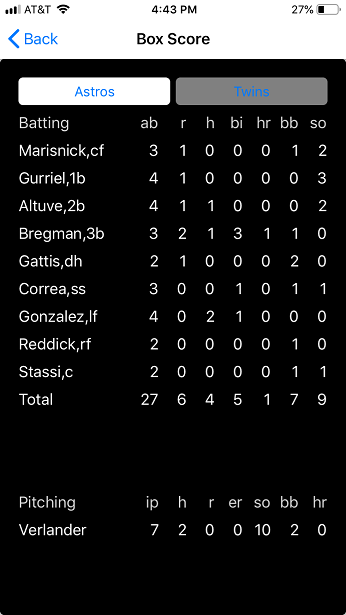 AT&T 4:43 PM 27%
Back Box Score
Astros Twins
Batting ab r h bi hr bb so
Marisnick,cf 3 1 0 0 0 1 2
Gurriel,1b 4 1 0 0 0 0 3
Altuve,2b 4 1 1 0 0 0 2
Bregman,3b 3 2 1 3 1 1 0
Gattis,dh 2 1 0 0 0 2 0
Correa,ss 3 0 0 1 0 1 1
Gonzalez,lf 4 0 2 1 0 0 0
Reddick,rf 2 0 0 0 0 1 0
Stassi,c 2 0 0 0 0 1 1
Total 27 6 4 5 1 7 9
Pitching ip h r er so bb hr
Verlander 7 2 0 0 10 2 0